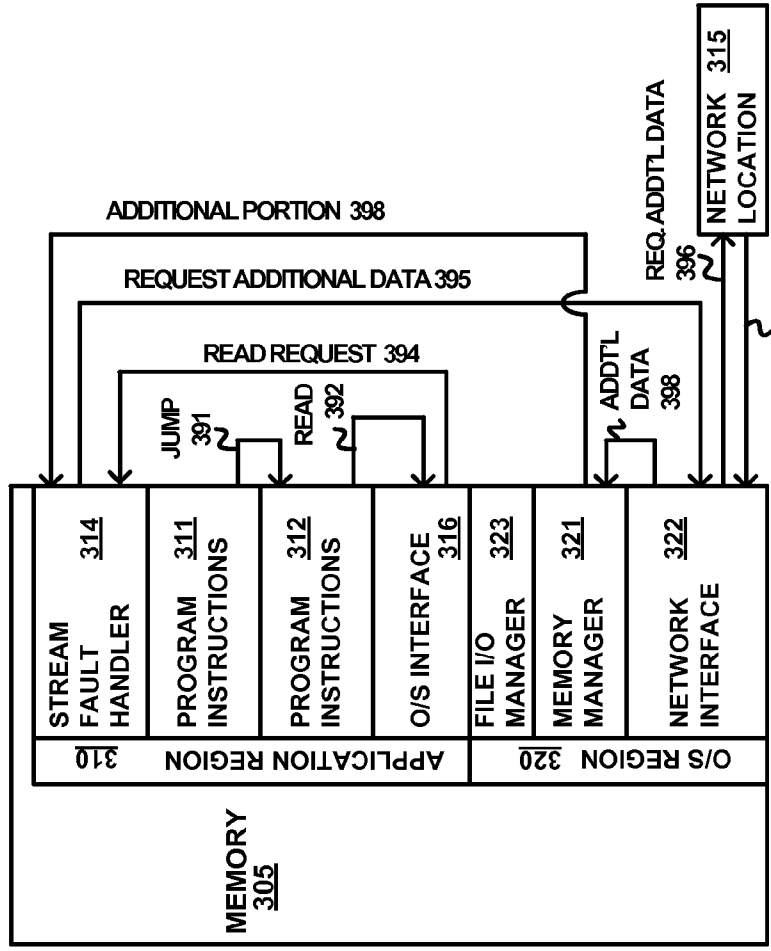 MEMORY
305
APPLICATION REGION 310
O/S REGION 320
STREAM
FAULT
HANDLER
314
PROGRAM
INSTRUCTIONS
311
PROGRAM
INSTRUCTIONS
312
O/S INTERFACE
316
FILE I/O
MANAGER
323
MEMORY
MANAGER
321
NETWORK
INTERFACE
322
JUMP
391
READ
392
READ REQUEST 394
REQUEST ADDITIONAL DATA 395
ADDITIONAL PORTION 398
ADDT'L
DATA
398
REQ. ADDT'L DATA
396
NETWORK 315
LOCATION